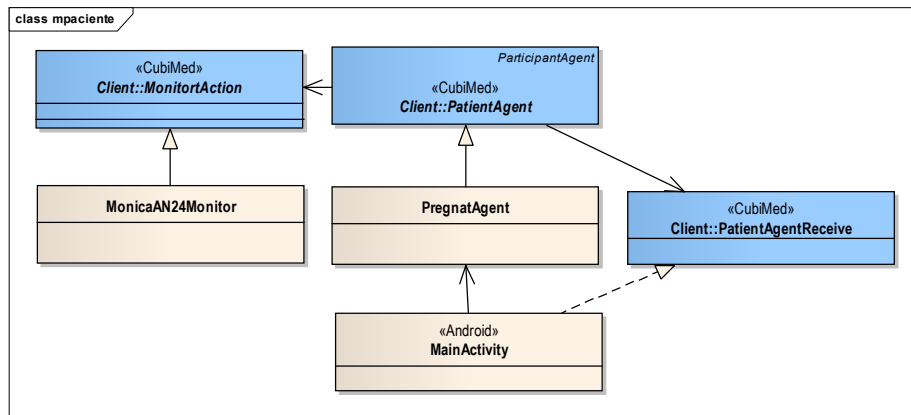 class mpaciente
«CubiMed»
Client::MonitortAction
ParticipantAgent
«CubiMed»
Client::PatientAgent
MonicaAN24Monitor
PregnatAgent
«CubiMed»
Client::PatientAgentReceive
«Android»
MainActivity